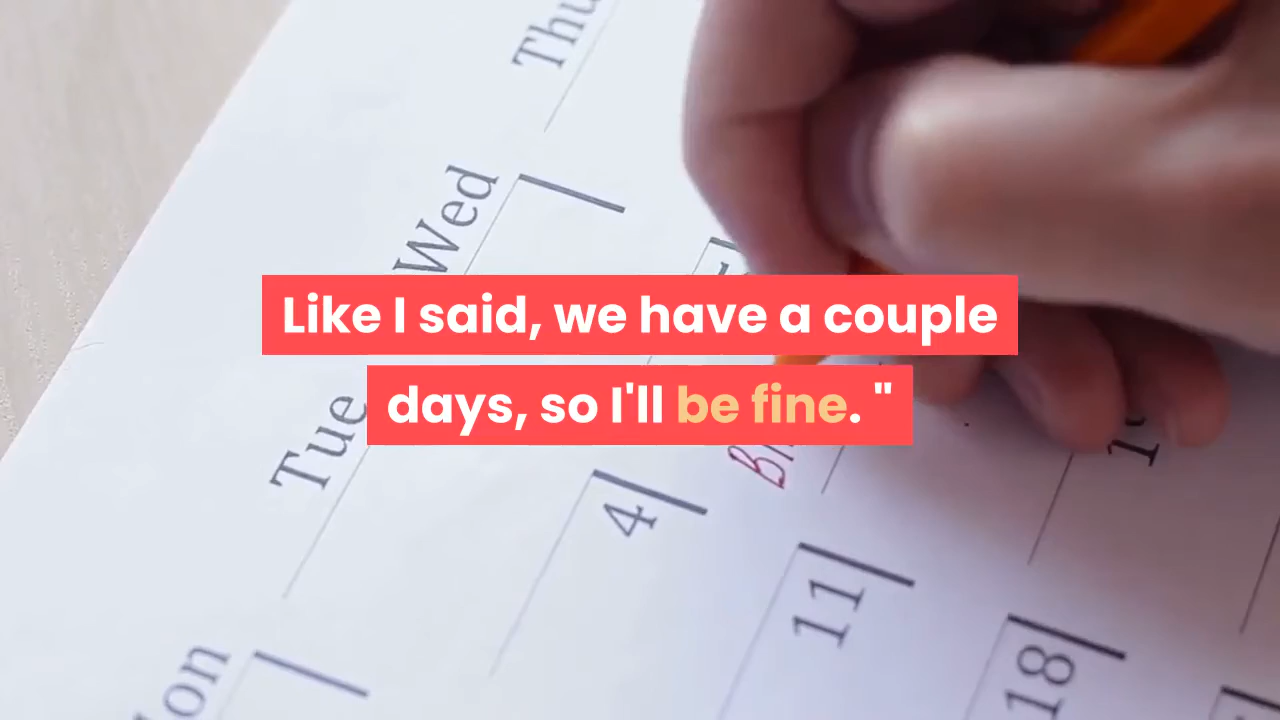 Thu
Wed
Tue
Like I said, we have a couple
days, so I'll be fine. "
4
11
18